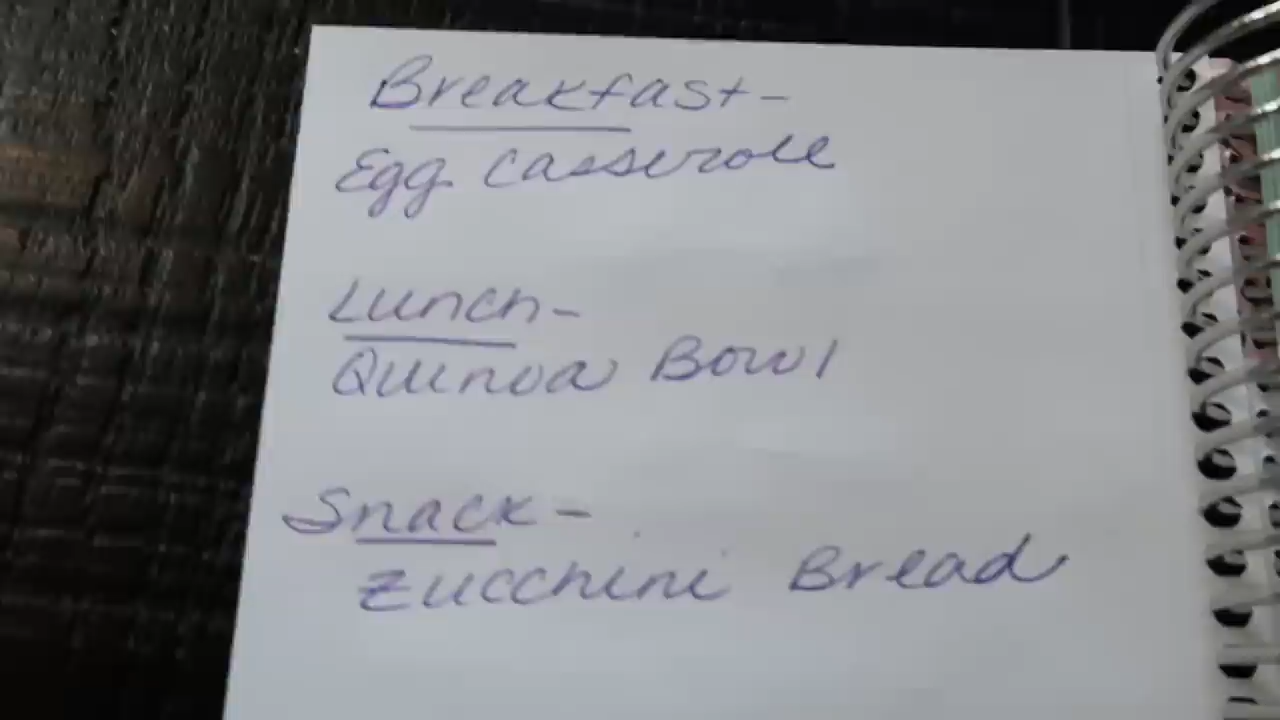 Breakfast-
Egg Casserole
Lunch-
Quinoa Bowl
Snack-
Zucchini Bread